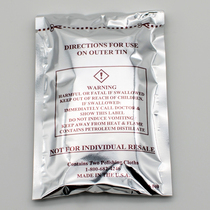 DIRECTIONS FOR USE
ON OUTER TIN
WARNING
HARMFUL OR FATAL IF SWALLOWED
KEEP OUT OF REACH OF CHILDREN.
IF SWALLOWED,
IMMEDIATELY CALL DOCTOR &
SHOW THIS LABEL
DO NOT INDUCE VOMITING.
KEEP AWAY FROM HEAT & FLAME
CONTAINS PETROLEUM DISTILLATE
NOT FOR INDIVIDUAL RESALE
Contains Two Polishing Cloths
MADE IN THE U.S.A.